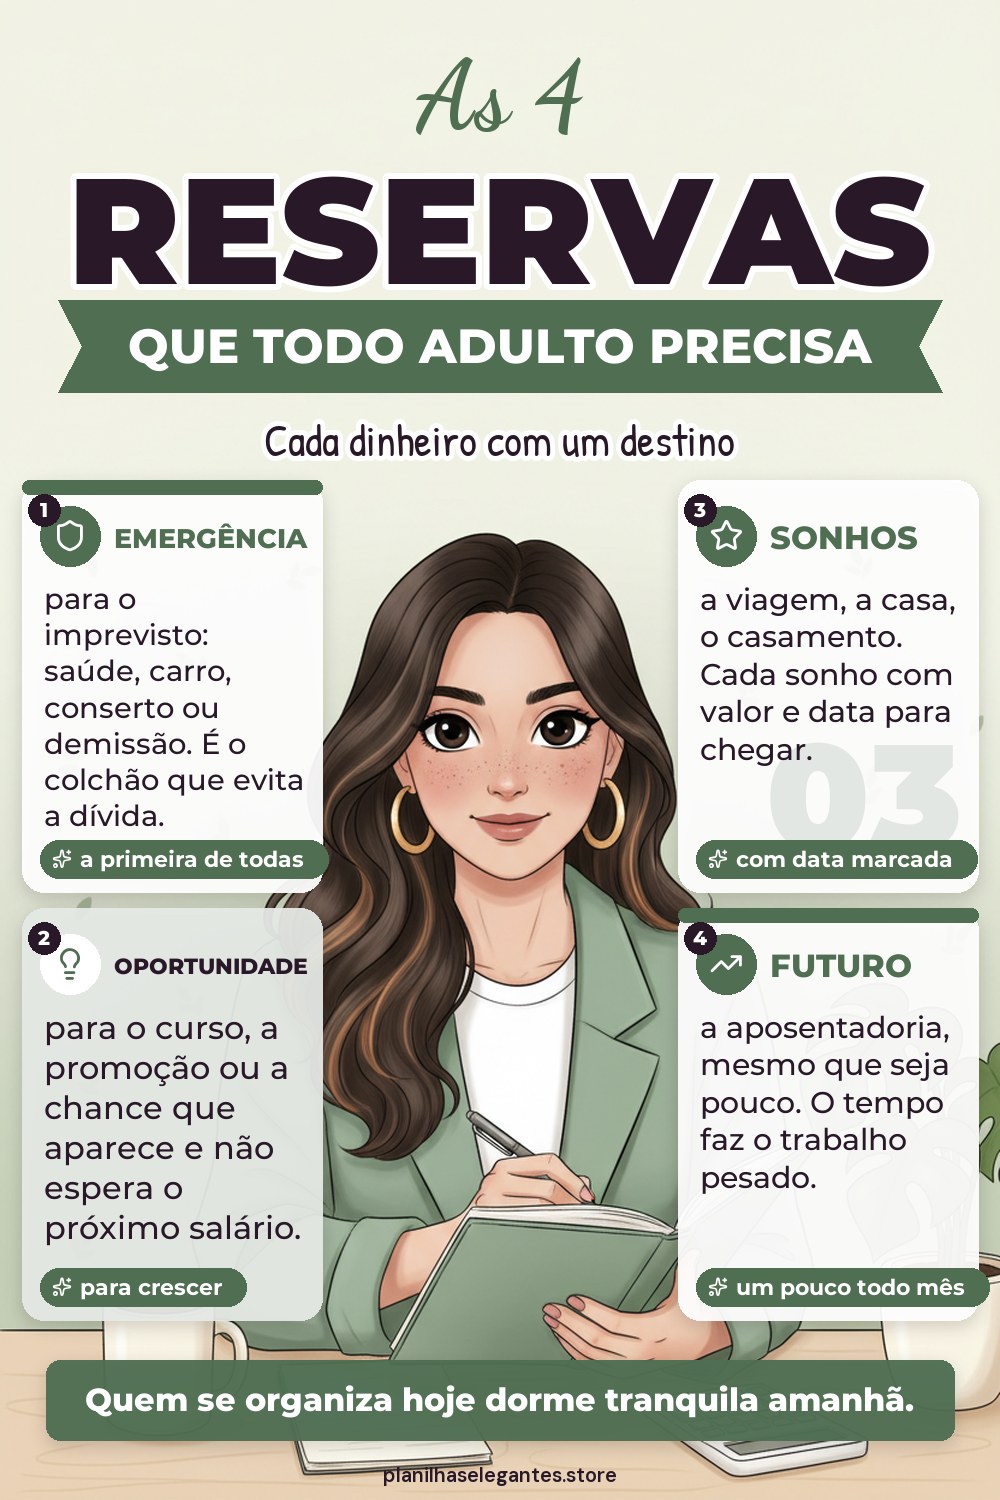 As 4
RESERVAS
QUE TODO ADULTO PRECISA
Cada dinheiro com um destino
1
EMERGÊNCIA
para o
imprevisto:
saúde, carro,
conserto ou
demissão. É o
colchão que evita
a dívida.
a primeira de todas
2
OPORTUNIDADE
para o curso, a
promoção ou a
chance que
aparece e não
espera o
próximo salário.
para crescer
3
SONHOS
a viagem, a casa,
o casamento.
Cada sonho com
valor e data para
chegar.
03
com data marcada
4
FUTURO
a aposentadoria,
mesmo que seja
pouco. O tempo
faz o trabalho
pesado.
um pouco todo mês
Quem se organiza hoje dorme tranquila amanhã.
planilhaselegantes.store